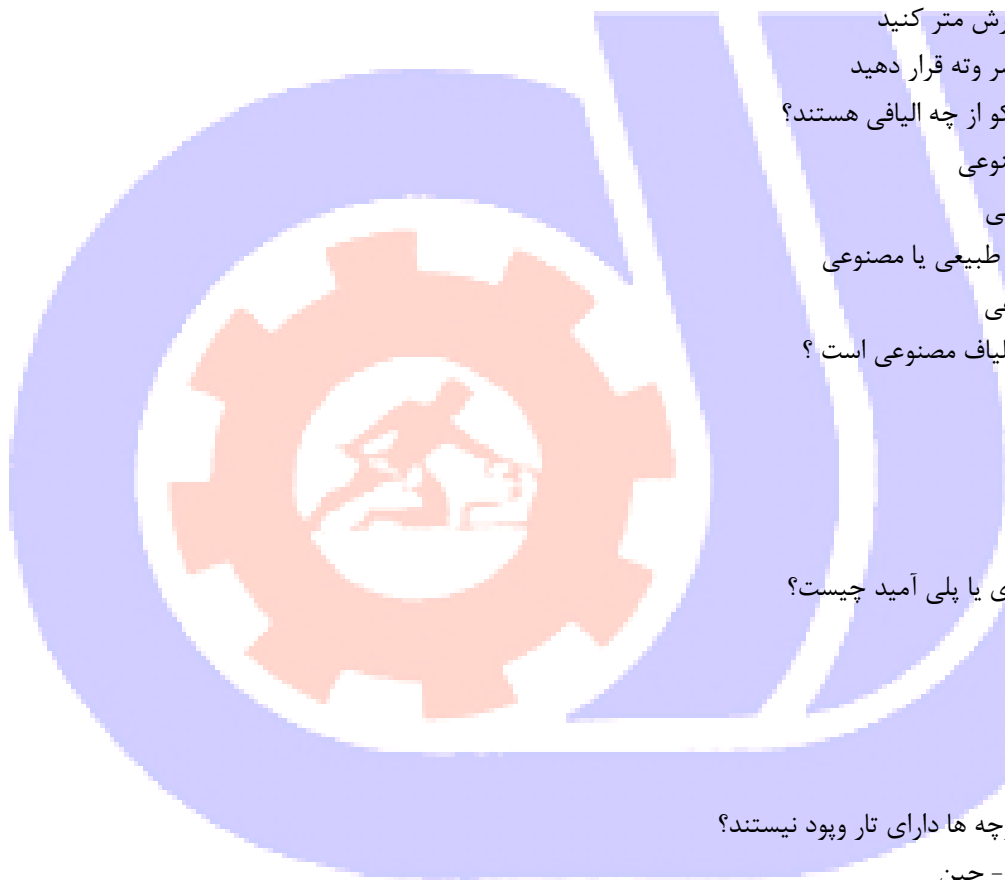 رش متر کنید
سر وته قرار دهید
کو از چه الیافی هستند؟
نوعی
ی
طبیعی یا مصنوعی
ی
لیاف مصنوعی است ؟
ی یا پلی آمید چیست؟
چه ها دارای تار وپود نیستند؟
- جین